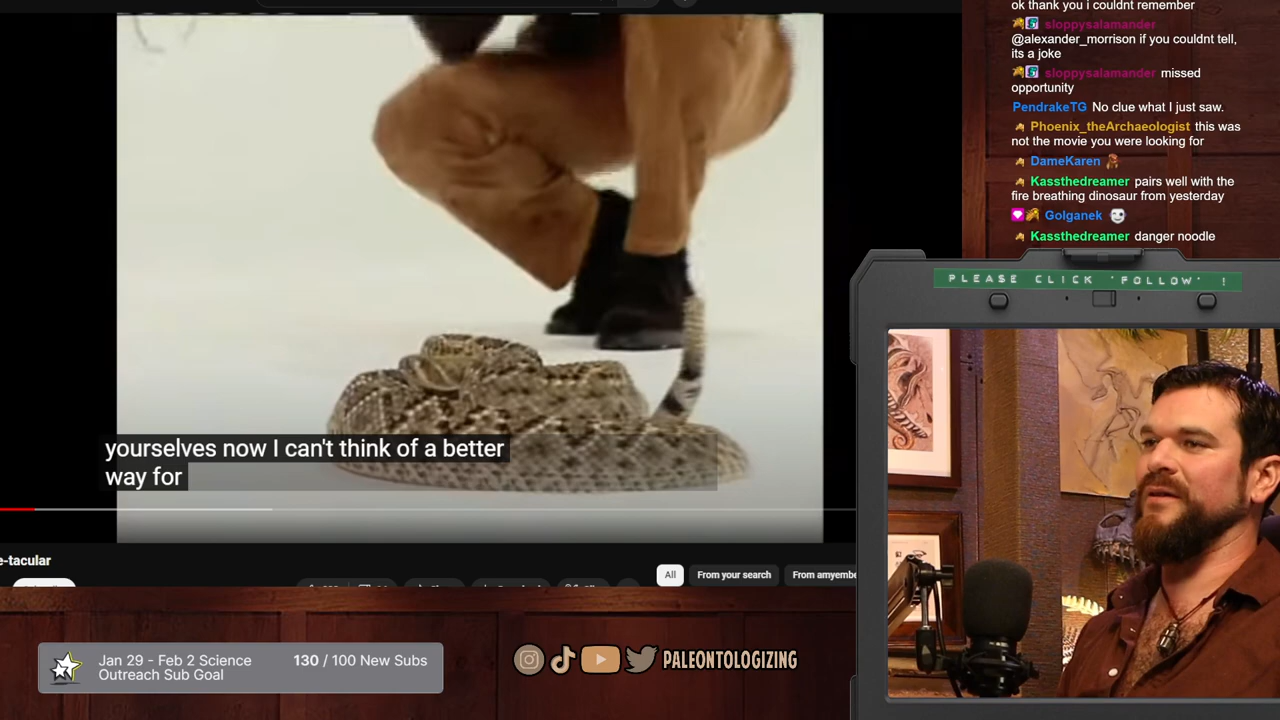 ok thank you i couldnt remember
sloppysalamander
@alexander_morrison if you couldnt tell,
its a joke
sloppysalamander missed
opportunity
PendrakeTG No clue what I just saw.
Phoenix_theArchaeologist this was
not the movie you were looking for
DameKaren
Kassthedreamer pairs well with the
fire breathing dinosaur from yesterday
Golganek
Kassthedreamer danger noodle
PLEASE CLICK 'FOLLOW' !
yourselves now I can't think of a better
way for
e-tacular
All From your search From amyembe
Jan 29 - Feb 2 Science 130 / 100 New Subs
Outreach Sub Goal
PALEONTOLOGIZING